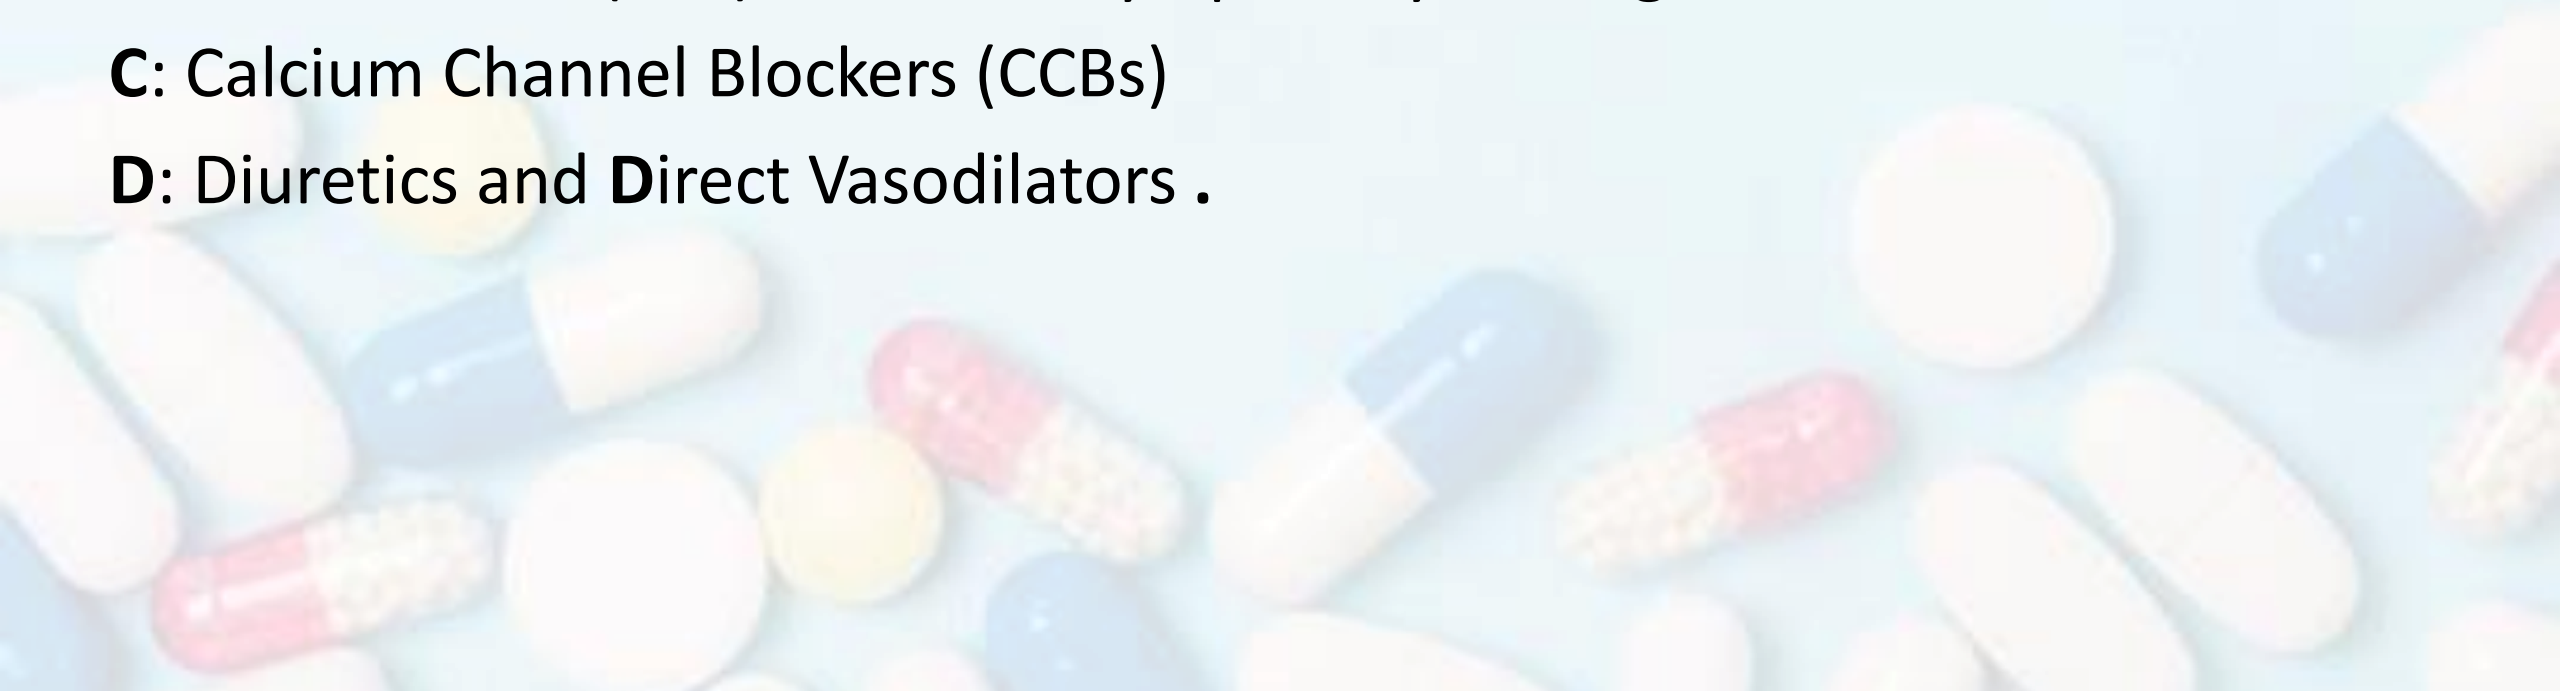 C: Calcium Channel Blockers (CCBs)
D: Diuretics and Direct Vasodilators .